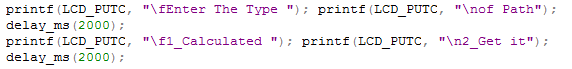 printf(LCD_PUTC, "\fEnter The Type "); printf(LCD_PUTC, "\nof Path");
delay_ms(2000);
printf(LCD_PUTC, "\f1_Calculated "); printf(LCD_PUTC, "\n2_Get it");
delay_ms(2000);